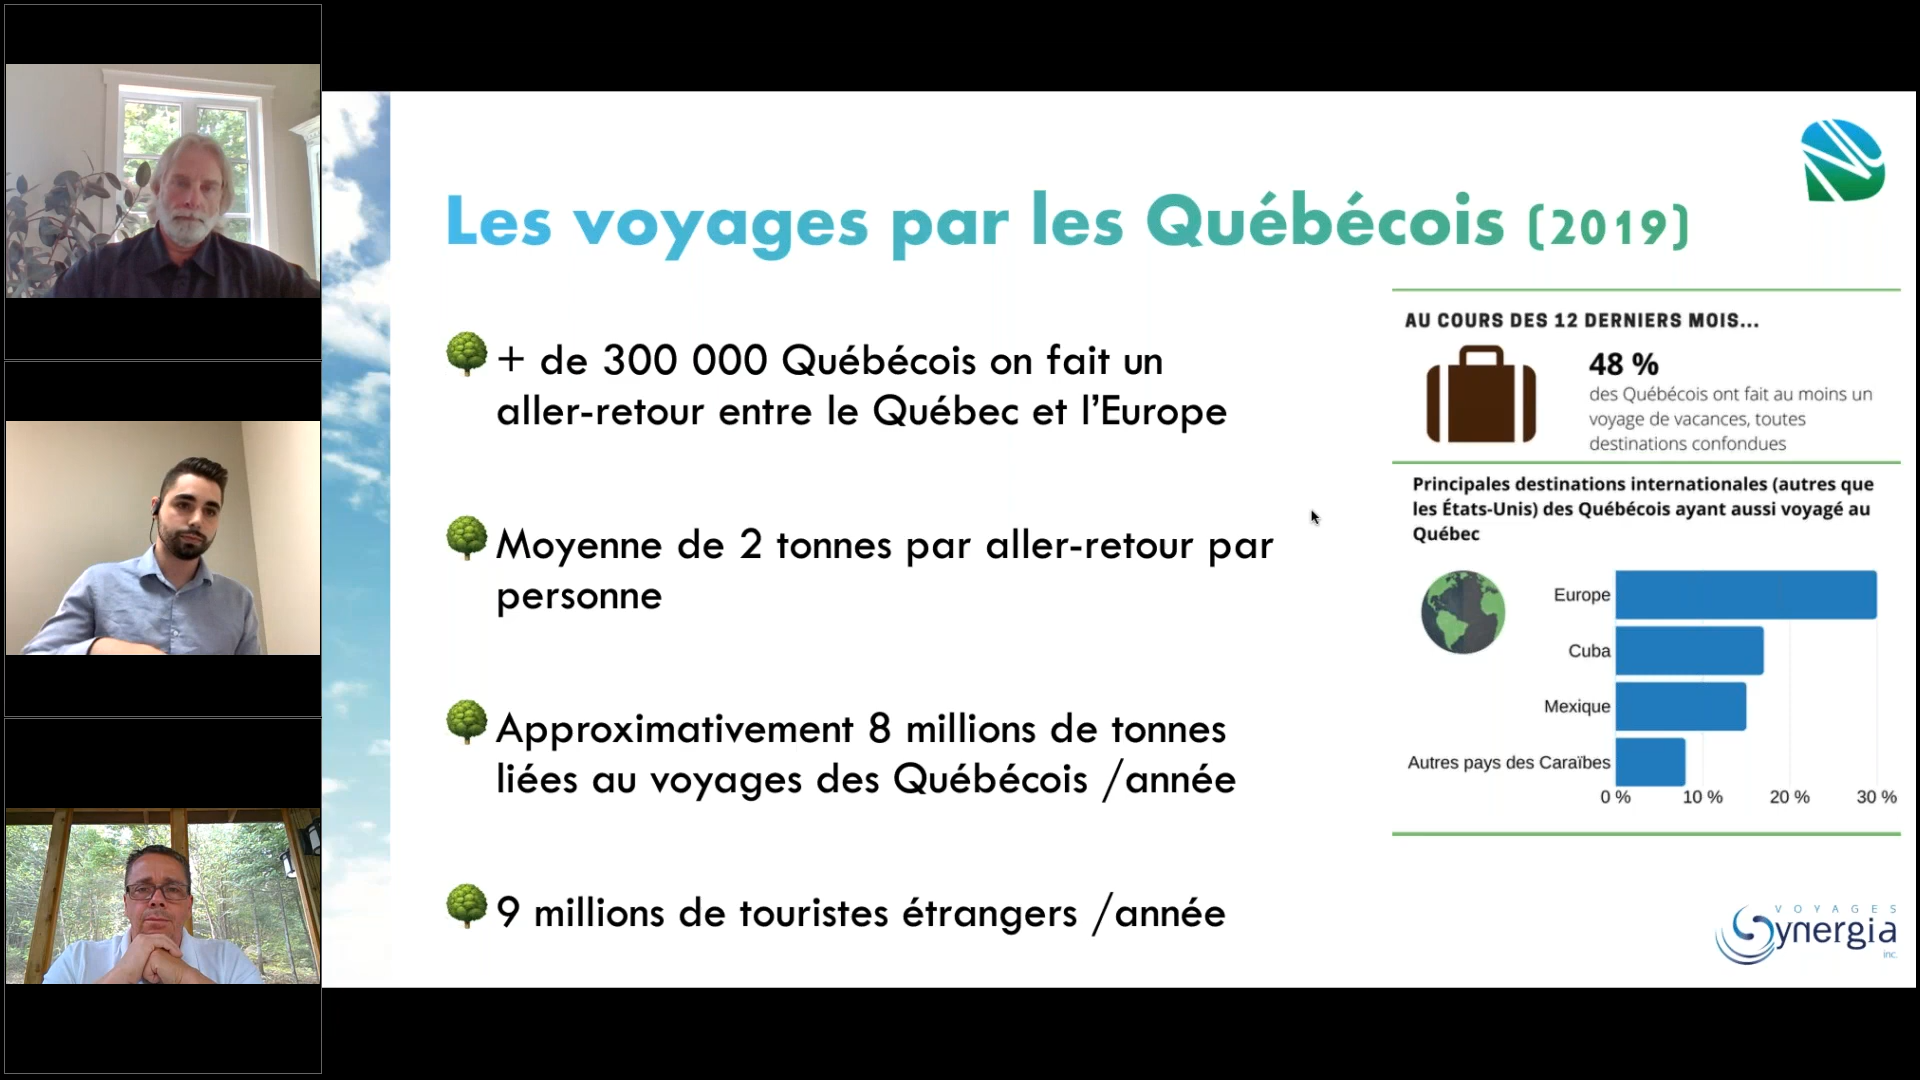 Les voyages par les Québécois (2019)
+ de 300 000 Québécois on fait un
aller-retour entre le Québec et l’Europe
Moyenne de 2 tonnes par aller-retour par
personne
Approximativement 8 millions de tonnes
liées au voyages des Québécois /année
9 millions de touristes étrangers /année
AU COURS DES 12 DERNIERS MOIS...
48 %
des Québécois ont fait au moins un
voyage de vacances, toutes
destinations confondues
Principales destinations internationales (autres que
les États-Unis) des Québécois ayant aussi voyagé au
Québec
Europe
Cuba
Mexique
Autres pays des Caraïbes
0 % 10 % 20 % 30 %
VOYAGES
Synergia
inc.